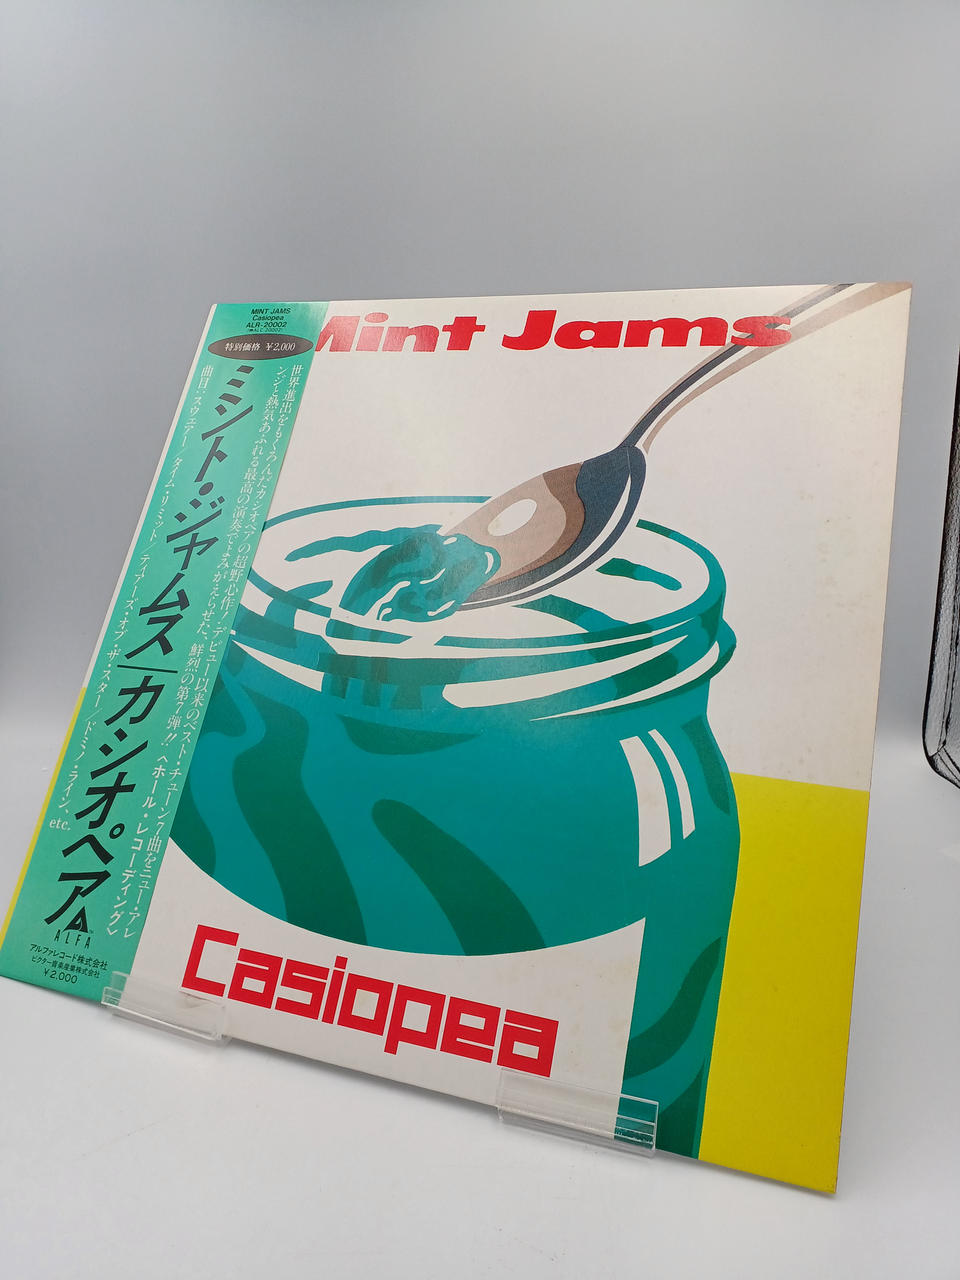 MINT JAMS
Casiopea
ALR-20002
特別価格 ¥2,000
ミント・ジャムス/カシオペア
世界進出をもくろんだカシオペアの超野心作!デビュー以来のベスト・チューン7曲をニュー・アレ
ンジと熱気あふれる最高の演奏でよみがえらせた、鮮烈の第7弾!!〈ホール・レコーディング〉
曲目:スウェアー/タイム・リミット/ティアーズ・オブ・ザ・スター/ドミノ・ライン、etc.
ALFA
アルファレコード株式会社
ビクター音楽産業株式会社
¥2,000
Mint Jams
Casiopea